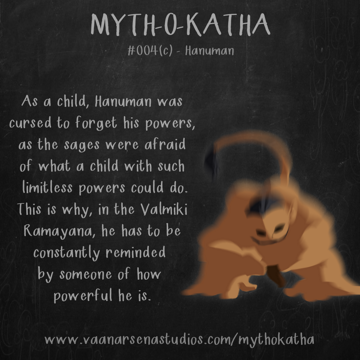 MYTH-O-KATHA
#004(c) - Hanuman
As a child, Hanuman was
cursed to forget his powers,
as the sages were afraid
of what a child with such
limitless powers could do.
This is why, in the Valmiki
Ramayana, he has to be
constantly reminded
by someone of how
powerful he is.
www.vaanarsenastudios.com/mythokatha